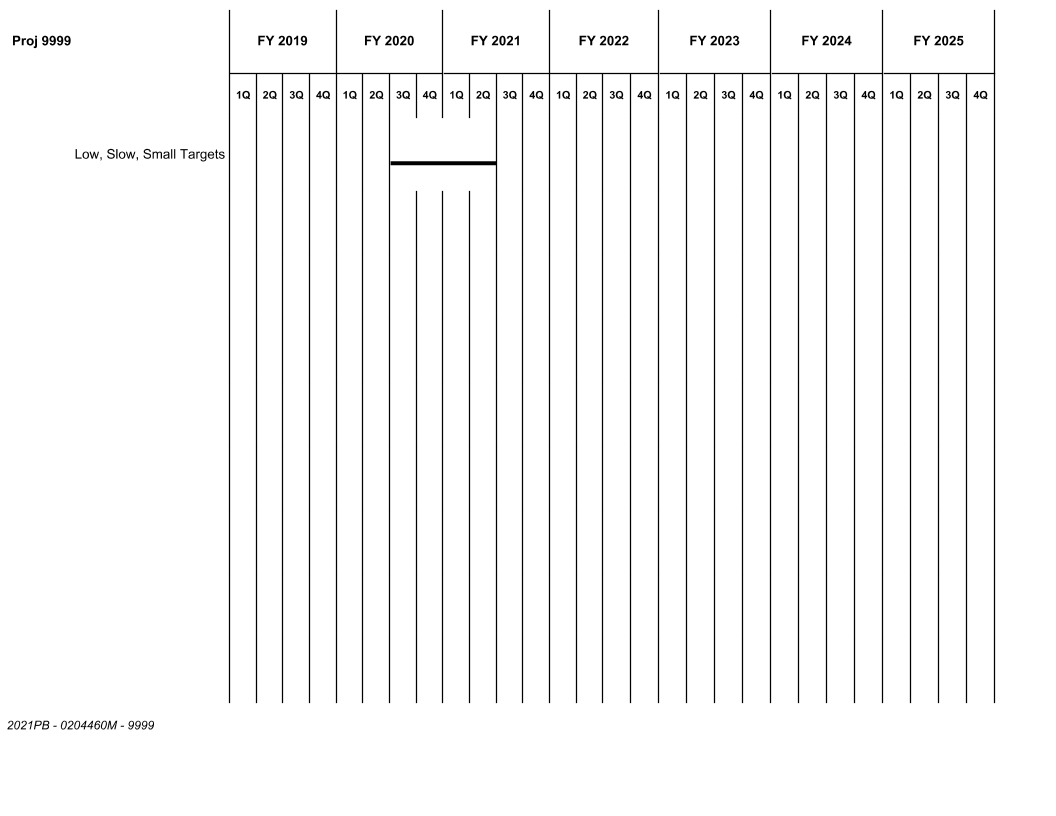 Proj 9999 FY 2019 FY 2020 FY 2021 FY 2022 FY 2023 FY 2024 FY 2025
1Q 2Q 3Q 4Q 1Q 2Q 3Q 4Q 1Q 2Q 3Q 4Q 1Q 2Q 3Q 4Q 1Q 2Q 3Q 4Q 1Q 2Q 3Q 4Q 1Q 2Q 3Q 4Q
Low, Slow, Small Targets
2021PB - 0204460M - 9999